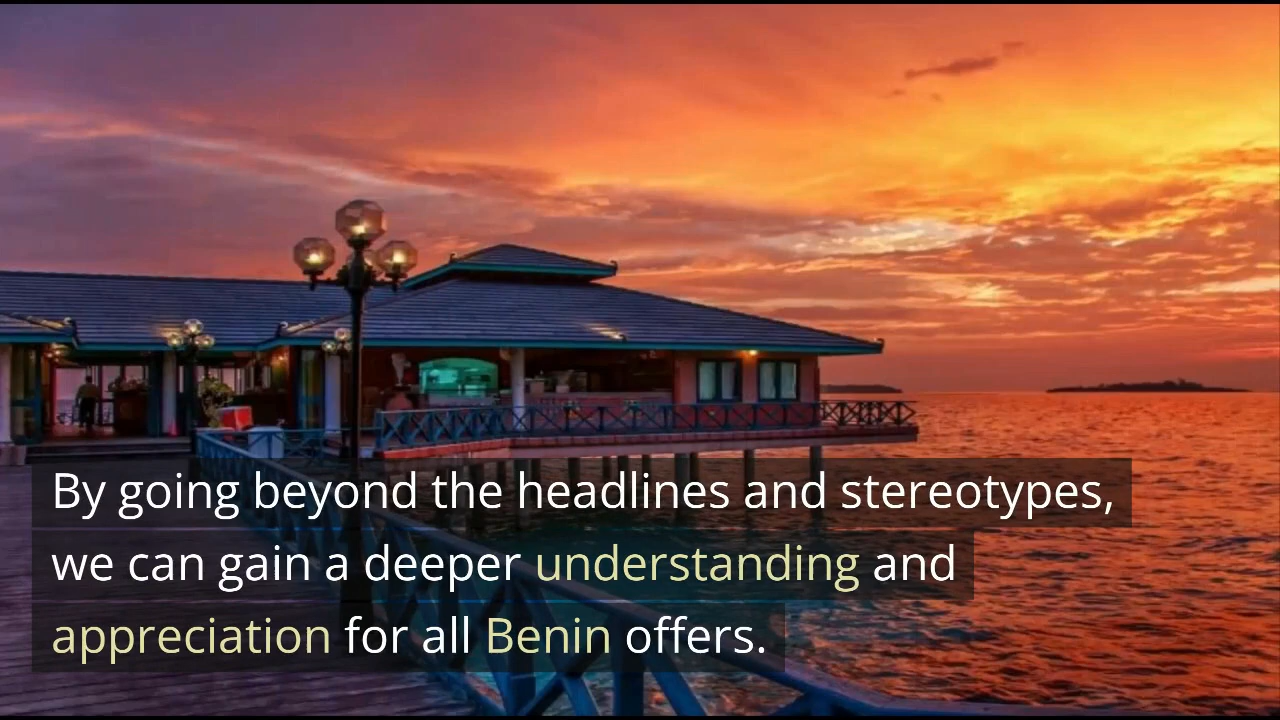 By going beyond the headlines and stereotypes,
we can gain a deeper understanding and
appreciation for all Benin offers.